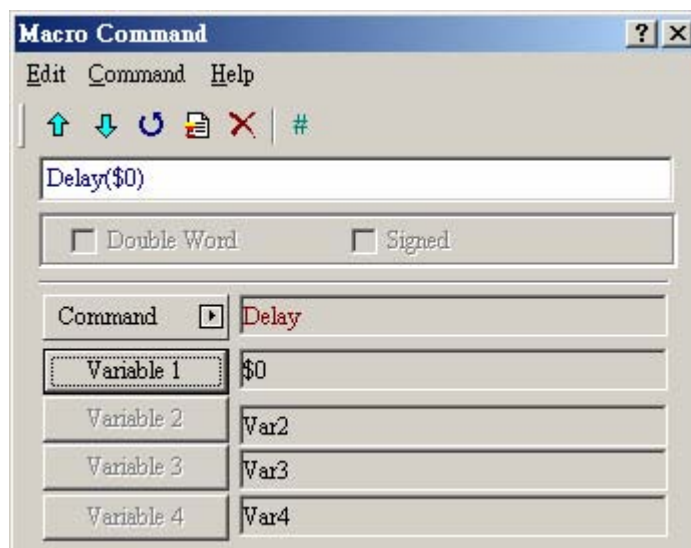 Macro Command
Edit Command Help
#
Delay($0)
Double Word Signed
Command Delay
Variable 1 $0
Variable 2 Var2
Variable 3 Var3
Variable 4 Var4